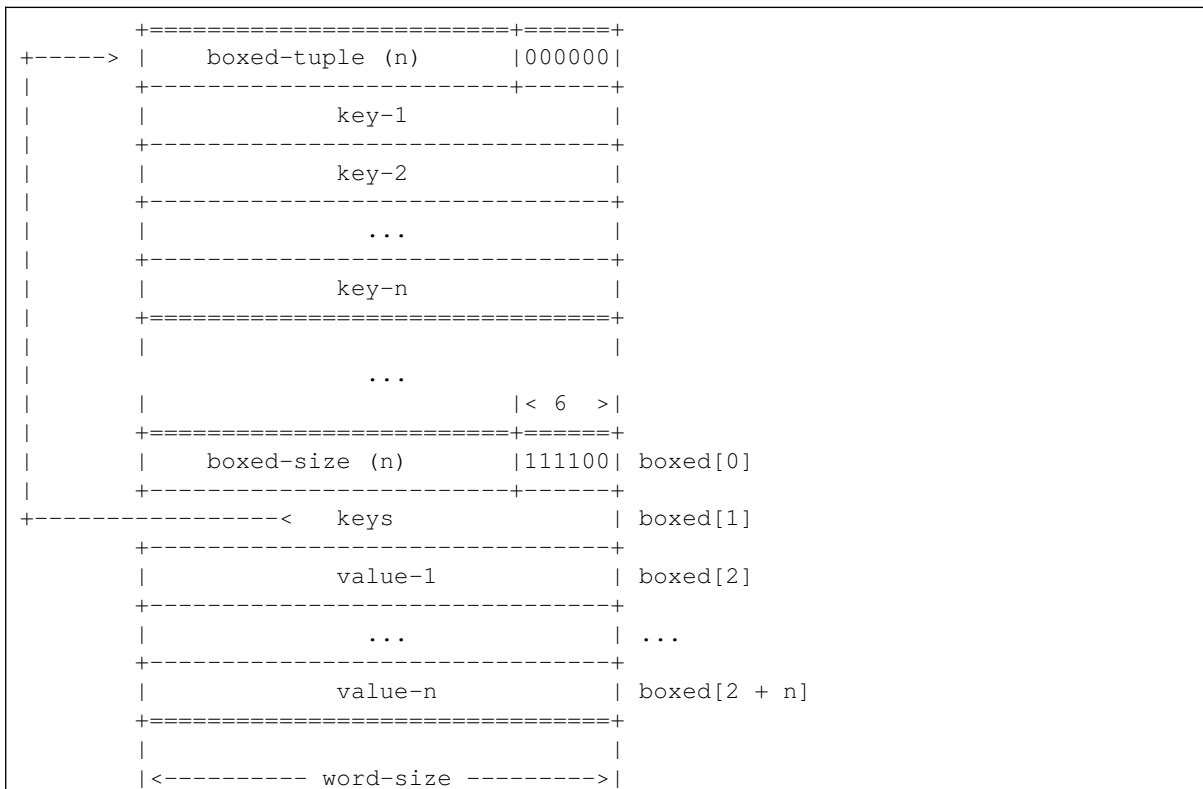 +=========================+======+
+-----> |    boxed-tuple (n)      |000000|
|       +-------------------------+------+
|       |             key-1              |
|       +--------------------------------+
|       |             key-2              |
|       +--------------------------------+
|       |               ...              |
|       +--------------------------------+
|       |             key-n              |
|       +================================+
|       |                                |
|                       ...
|       |                         |< 6  >|
|       +=========================+======+
|       |    boxed-size (n)       |111100| boxed[0]
|       +-------------------------+------+
+-----------------<   keys               | boxed[1]
        +--------------------------------+
        |             value-1            | boxed[2]
        +--------------------------------+
        |               ...              | ...
        +--------------------------------+
        |             value-n            | boxed[2 + n]
        +================================+
        |                                |
        |<---------- word-size --------->|